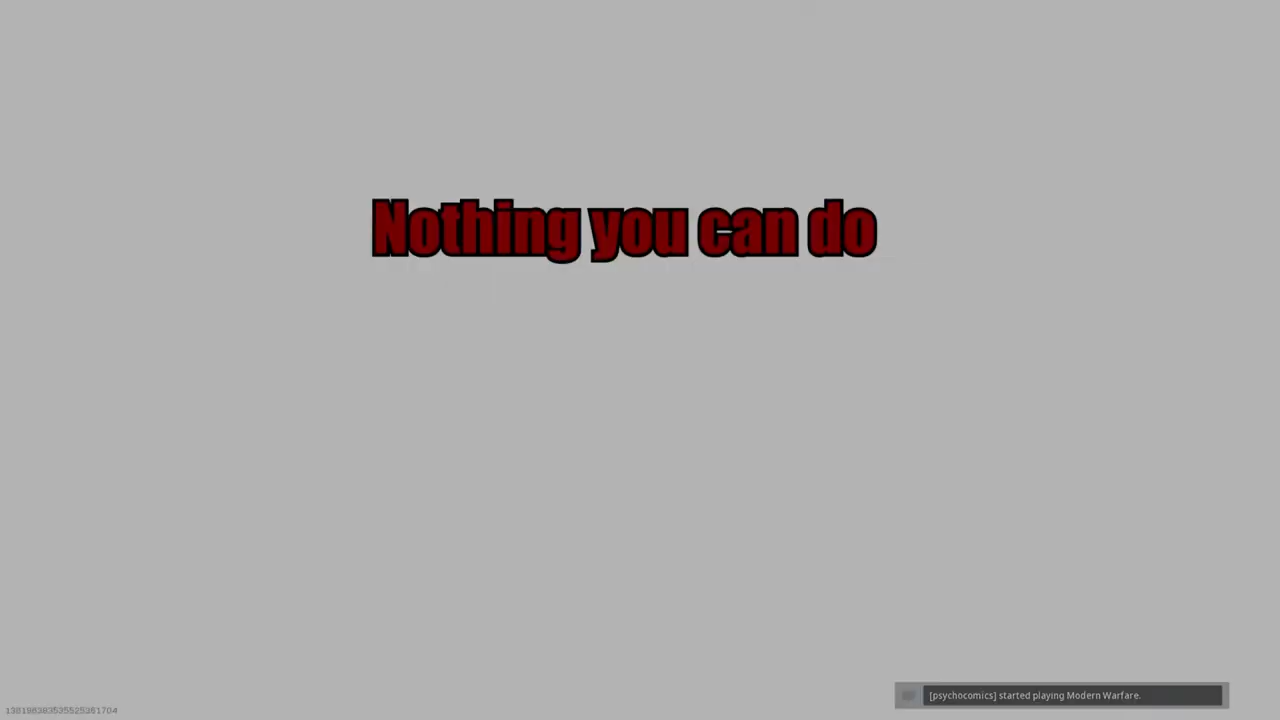 Nothing you can do
[psychocomics] started playing Modern Warfare.